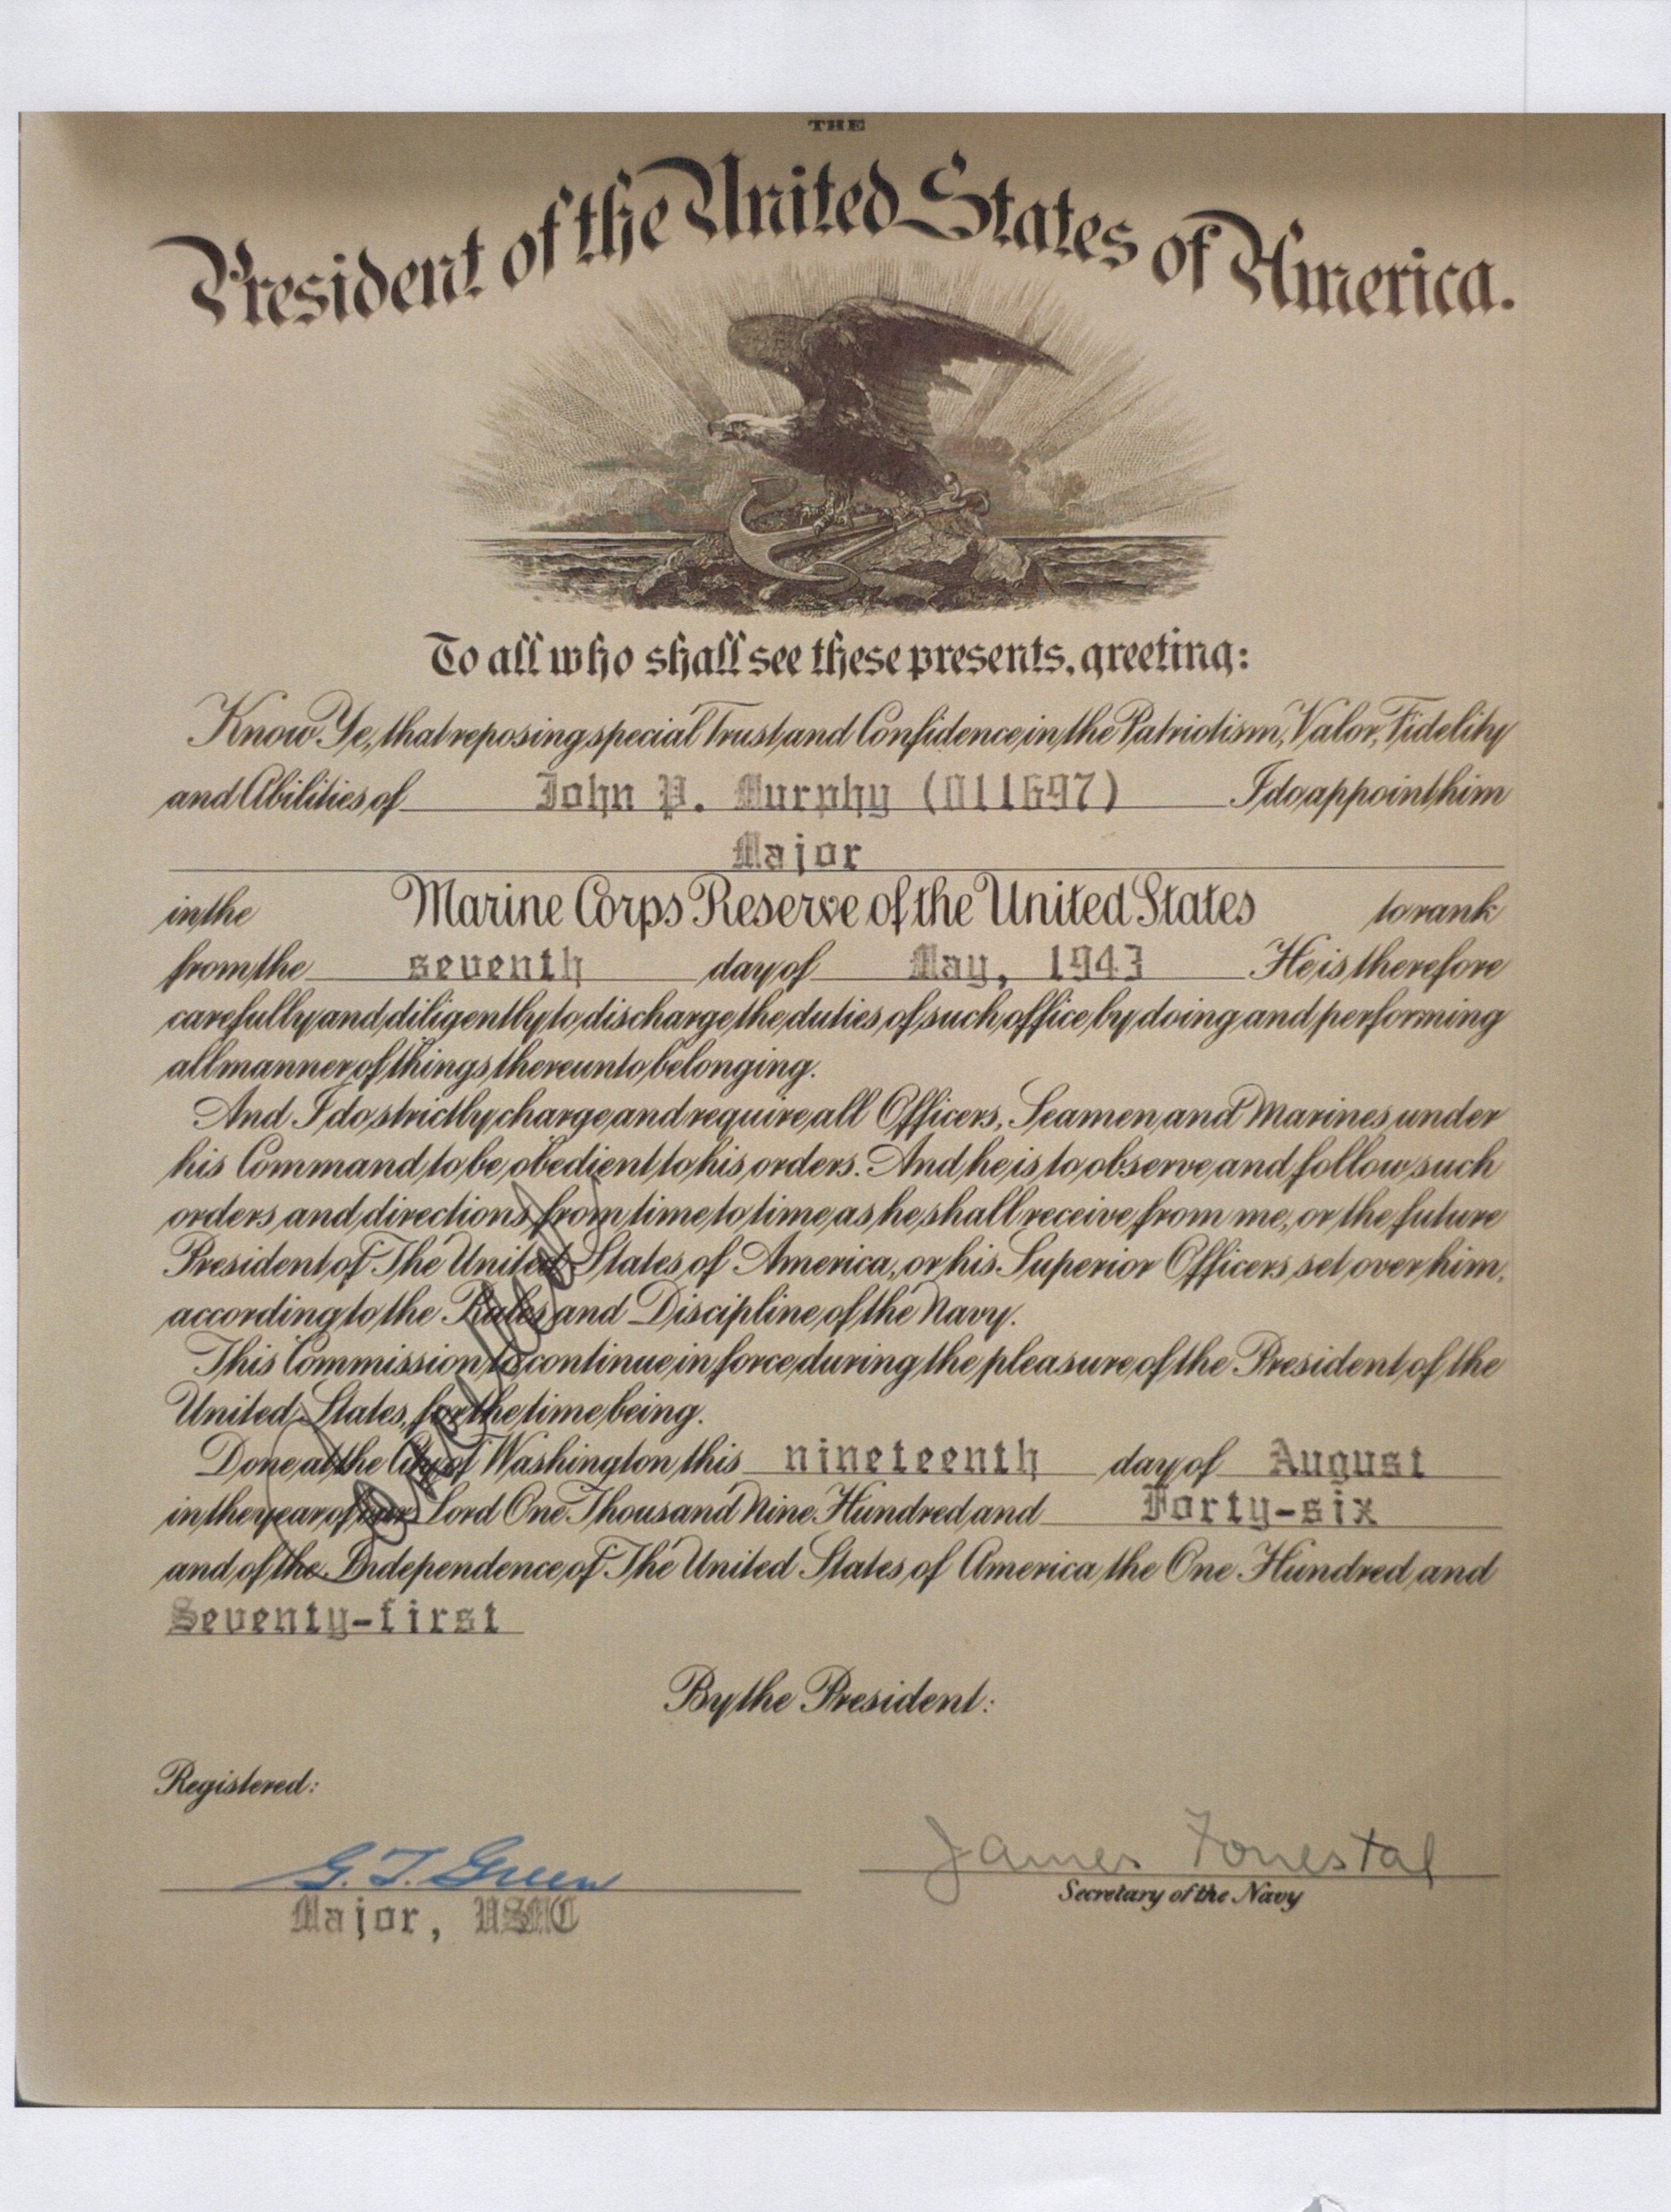 THE
President of the United States of America.
To all who shall see these presents, greeting:
Know Ye, that reposing special Trust and Confidence in the Patriotism, Valor, Fidelity
and Abilities of John P. Murphy (011697) I do appoint him
Major
in the Marine Corps Reserve of the United States to rank
from the seventh day of May, 1943 He is therefore
carefully and diligently to discharge the duties of such office by doing and performing
all manner of things thereunto belonging.
And I do strictly charge and require all Officers, Seamen and Marines under
his Command to be obedient to his orders. And he is to observe and follow such
orders and directions from time to time as he shall receive from me, or the future
President of The United States of America, or his Superior Officers set over him,
according to the Rules and Discipline of the Navy.
This Commission to continue in force during the pleasure of the President of the
United States, for the time being.
Done at the City of Washington this nineteenth day of August
in the year of our Lord One Thousand Nine Hundred and Forty-six
and of the Independence of The United States of America the One Hundred and
Seventy-first
By the President:
Registered:
G. T. Green
Major, USMC
James Forrestal
Secretary of the Navy